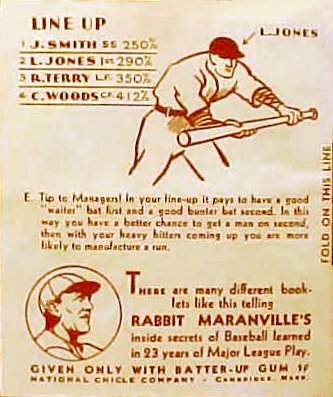 LINE UP
L. JONES
1 J. SMITH SS 250%
2 L. JONES 1st 290%
3 R. TERRY L.F. 350%
4 C. WOODS C.F. 412%
E. Tip to Managers! In your line-up it pays to have a good
"waiter" bat first and a good bunter bat second. In this
way you have a better chance to get a man on second,
then with your heavy hitters coming up you are more
likely to manufacture a run.
FOLD ON THIS LINE
THERE are many different book-
lets like this telling
RABBIT MARANVILLE'S
inside secrets of Baseball learned
in 23 years of Major League Play.
GIVEN ONLY WITH BATTER-UP GUM 1¢
NATIONAL CHICLE COMPANY - CAMBRIDGE, MASS.